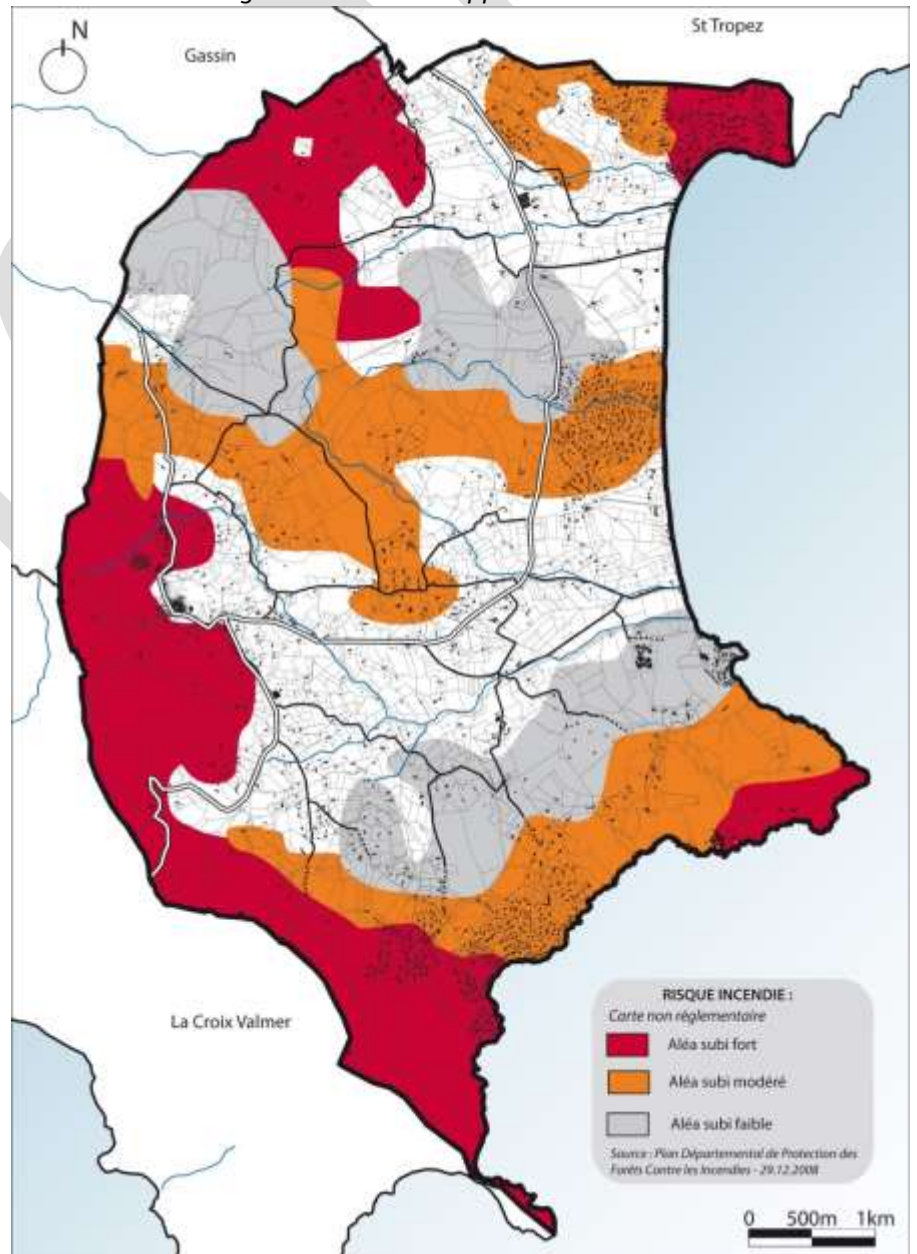 N
St Tropez
Gassin
La Croix Valmer
RISQUE INCENDIE :
Carte non règlementaire
Aléa subi fort
Aléa subi modéré
Aléa subi faible
Source : Plan Départemental de Protection des
Forêts Contre les Incendies - 29.12.2008
0 500m 1km